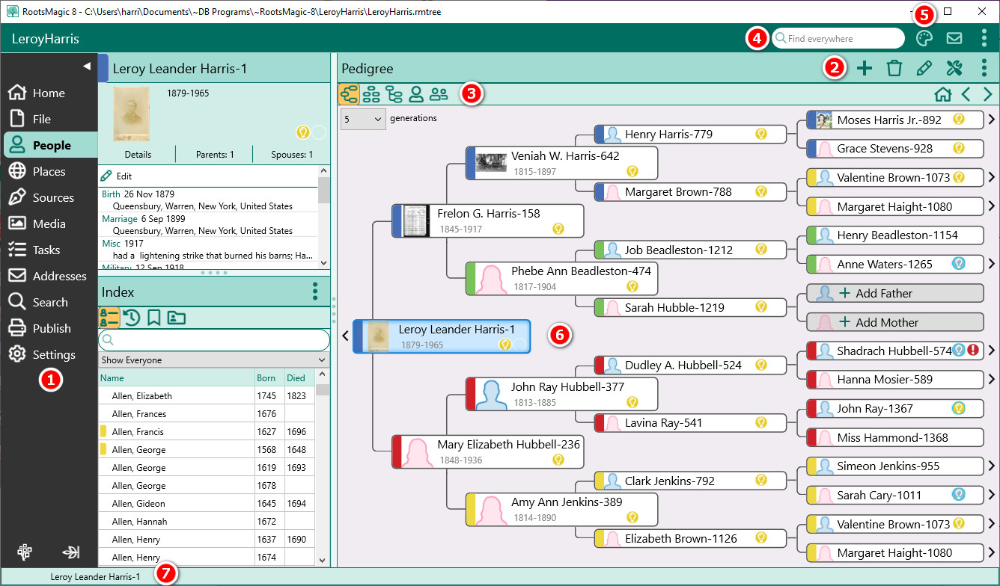 RootsMagic 8 - C:\Users\harri\Documents\~DB Programs\~RootsMagic-8\LeroyHarris\LeroyHarris.rmtree
5
LeroyHarris
4
Find everywhere
Leroy Leander Harris-1
Pedigree
2
1879-1965
3
Home
File
People
Places
Sources
Media
Tasks
Addresses
Search
Publish
Settings
1
Details
Parents: 1
Spouses: 1
Edit
Birth 26 Nov 1879
Queensbury, Warren, New York, United States
Marriage 6 Sep 1899
Queensbury, Warren, New York, United States
Misc 1917
had a lightening strike that burned his barns; Ha...
Military 12 Sep 1918
Index
Show Everyone
Name Born Died
Allen, Elizabeth 1745 1823
Allen, Frances 1676
Allen, Francis 1627 1696
Allen, George 1568 1648
Allen, George 1619 1693
Allen, George 1678
Allen, Gideon 1645 1694
Allen, Hannah 1672
Allen, Henry 1637 1690
Allen, Henry 1674
5 generations
Leroy Leander Harris-1
1879-1965
6
Frelon G. Harris-158
1845-1917
Mary Elizabeth Hubbell-236
1848-1936
Veniah W. Harris-642
1815-1897
Phebe Ann Beadleston-474
1817-1904
John Ray Hubbell-377
1813-1885
Amy Ann Jenkins-389
1814-1890
Henry Harris-779
Margaret Brown-788
Job Beadleston-1212
Sarah Hubble-1219
Dudley A. Hubbell-524
Lavina Ray-541
Clark Jenkins-792
Elizabeth Brown-1126
Moses Harris Jr.-892
Grace Stevens-928
Valentine Brown-1073
Margaret Haight-1080
Henry Beadleston-1154
Anne Waters-1265
+ Add Father
+ Add Mother
Shadrach Hubbell-574
Hanna Mosier-589
John Ray-1367
Miss Hammond-1368
Simeon Jenkins-955
Sarah Cary-1011
Valentine Brown-1073
Margaret Haight-1080
Leroy Leander Harris-1
7